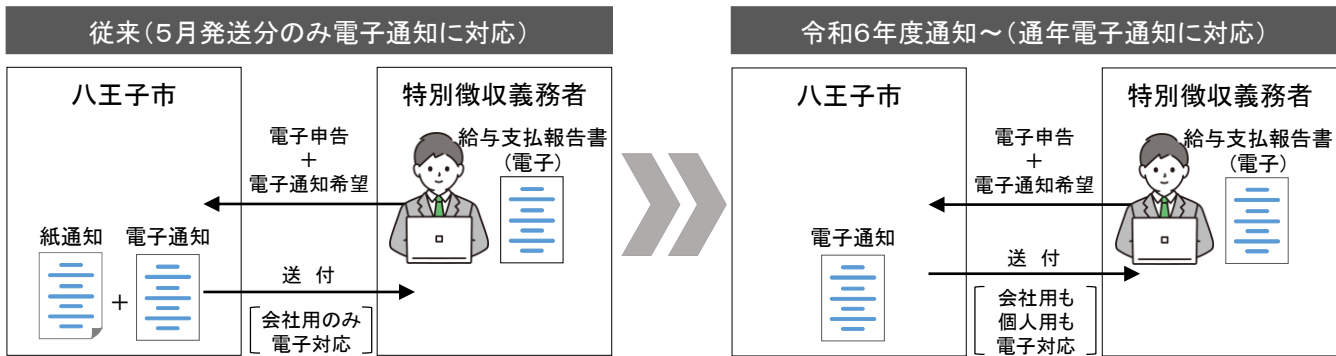 従来(5月発送分のみ電子通知に対応)
八王子市
特別徴収義務者
電子申告
+
電子通知希望
給与支払報告書
(電子)
紙通知
電子通知
+
送 付
会社用のみ
電子対応
令和6年度通知～(通年電子通知に対応)
八王子市
特別徴収義務者
電子申告
+
電子通知希望
給与支払報告書
(電子)
電子通知
送 付
会社用も
個人用も
電子対応